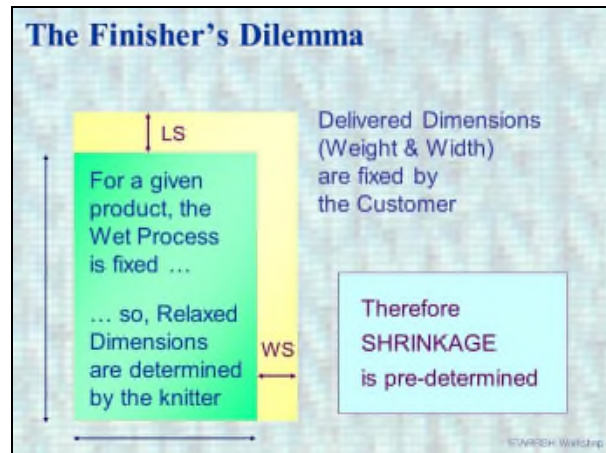 The Finisher's Dilemma
LS
Delivered Dimensions
(Weight & Width)
are fixed by
the Customer
For a given
product, the
Wet Process
is fixed ...
... so, Relaxed
Dimensions
are determined
by the knitter
WS
Therefore
SHRINKAGE
is pre-determined
Workshop